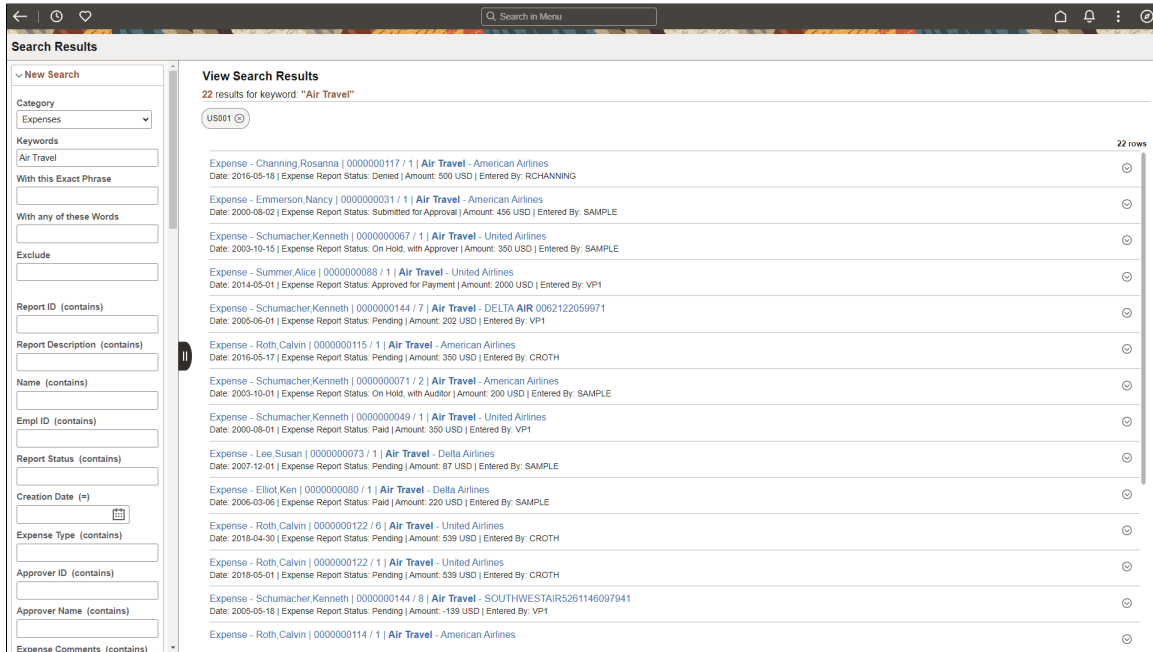 Search in Menu
Search Results
New Search
Category
Expenses
Keywords
Air Travel
With this Exact Phrase
With any of these Words
Exclude
Report ID (contains)
Report Description (contains)
Name (contains)
Empl ID (contains)
Report Status (contains)
Creation Date (=)
Expense Type (contains)
Approver ID (contains)
Approver Name (contains)
Expense Comments (contains)
View Search Results
22 results for keyword: "Air Travel"
US001
22 rows
Expense - Channing,Rosanna | 0000000117 / 1 | Air Travel - American Airlines
Date: 2016-05-18 | Expense Report Status: Denied | Amount: 500 USD | Entered By: RCHANNING
Expense - Emmerson,Nancy | 0000000031 / 1 | Air Travel - American Airlines
Date: 2000-08-02 | Expense Report Status: Submitted for Approval | Amount: 456 USD | Entered By: SAMPLE
Expense - Schumacher,Kenneth | 0000000067 / 1 | Air Travel - United Airlines
Date: 2003-10-15 | Expense Report Status: On Hold, with Approver | Amount: 350 USD | Entered By: SAMPLE
Expense - Summer,Alice | 0000000088 / 1 | Air Travel - United Airlines
Date: 2014-05-01 | Expense Report Status: Approved for Payment | Amount: 2000 USD | Entered By: VP1
Expense - Schumacher,Kenneth | 0000000144 / 7 | Air Travel - DELTA AIR 0062122059971
Date: 2005-06-01 | Expense Report Status: Pending | Amount: 202 USD | Entered By: VP1
Expense - Roth,Calvin | 0000000115 / 1 | Air Travel - American Airlines
Date: 2016-05-17 | Expense Report Status: Pending | Amount: 350 USD | Entered By: CROTH
Expense - Schumacher,Kenneth | 0000000071 / 2 | Air Travel - American Airlines
Date: 2003-10-01 | Expense Report Status: On Hold, with Auditor | Amount: 200 USD | Entered By: SAMPLE
Expense - Schumacher,Kenneth | 0000000049 / 1 | Air Travel - United Airlines
Date: 2000-08-01 | Expense Report Status: Paid | Amount: 350 USD | Entered By: VP1
Expense - Lee,Susan | 0000000073 / 1 | Air Travel - Delta Airlines
Date: 2007-12-01 | Expense Report Status: Pending | Amount: 87 USD | Entered By: SAMPLE
Expense - Elliot,Ken | 0000000080 / 1 | Air Travel - Delta Airlines
Date: 2006-03-06 | Expense Report Status: Paid | Amount: 220 USD | Entered By: SAMPLE
Expense - Roth,Calvin | 0000000122 / 6 | Air Travel - United Airlines
Date: 2018-04-30 | Expense Report Status: Pending | Amount: 539 USD | Entered By: CROTH
Expense - Roth,Calvin | 0000000122 / 1 | Air Travel - United Airlines
Date: 2018-05-01 | Expense Report Status: Pending | Amount: 539 USD | Entered By: CROTH
Expense - Schumacher,Kenneth | 0000000144 / 8 | Air Travel - SOUTHWESTAIR5261146097941
Date: 2005-05-18 | Expense Report Status: Pending | Amount: -139 USD | Entered By: VP1
Expense - Roth,Calvin | 0000000114 / 1 | Air Travel - American Airlines